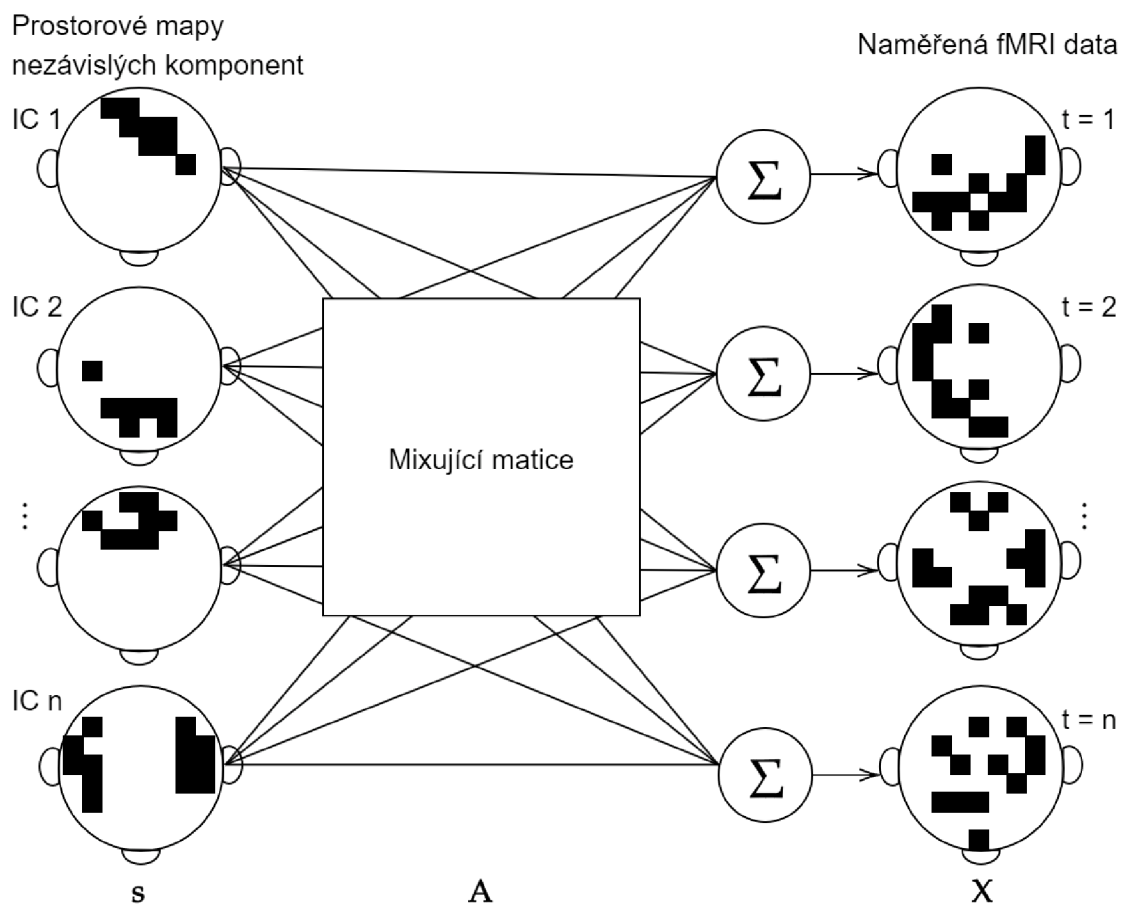 Prostorové mapy
nezávislých komponent
Naměřená fMRI data
IC 1
t = 1
Σ
IC 2
t = 2
Σ
Mixující matice
⋮
⋮
Σ
IC n
t = n
Σ
s
A
X